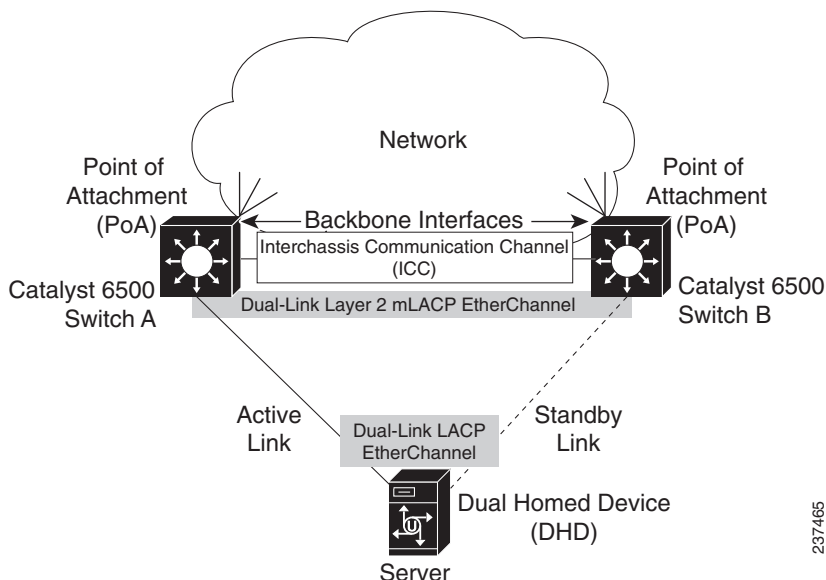 Network
Point of
Attachment
(PoA)
Point of
Attachment
(PoA)
Backbone Interfaces
Interchassis Communication Channel
(ICC)
Catalyst 6500
Switch A
Catalyst 6500
Switch B
Dual-Link Layer 2 mLACP EtherChannel
Active
Link
Dual-Link LACP
EtherChannel
Standby
Link
U
Dual Homed Device
(DHD)
Server
237465